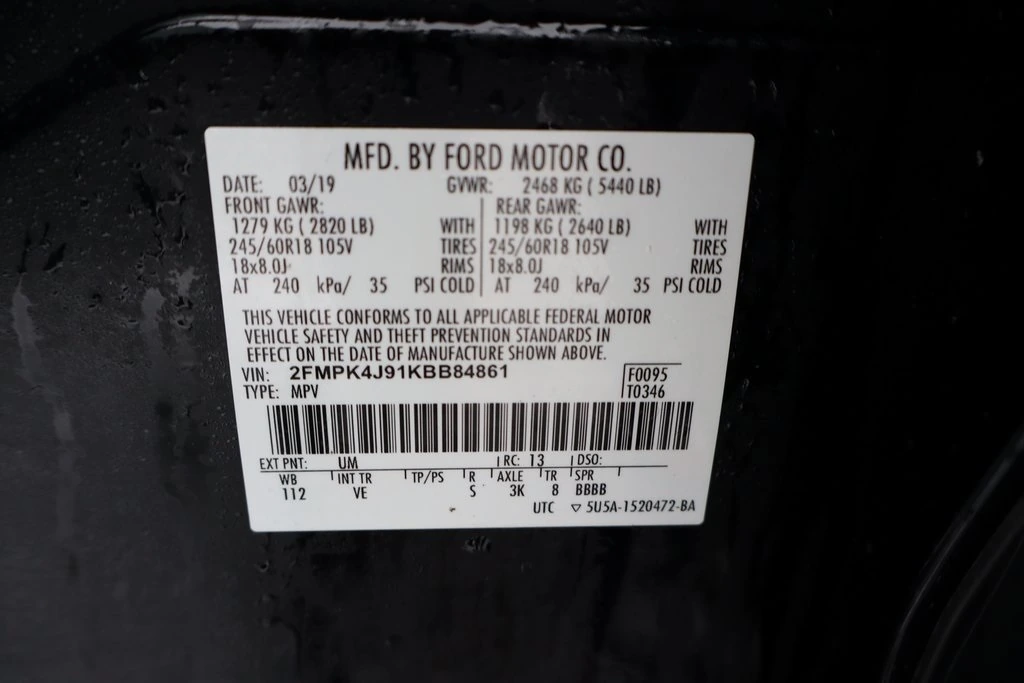 MFD. BY FORD MOTOR CO.
DATE: 03/19 GVWR: 2468 KG ( 5440 LB)
FRONT GAWR: REAR GAWR:
1279 KG ( 2820 LB) WITH 1198 KG ( 2640 LB) WITH
245/60R18 105V TIRES 245/60R18 105V TIRES
18x8.0J RIMS 18x8.0J RIMS
AT 240 kPa/ 35 PSI COLD AT 240 kPa/ 35 PSI COLD
THIS VEHICLE CONFORMS TO ALL APPLICABLE FEDERAL MOTOR
VEHICLE SAFETY AND THEFT PREVENTION STANDARDS IN
EFFECT ON THE DATE OF MANUFACTURE SHOWN ABOVE.
VIN: 2FMPK4J91KBB84861 F0095
TYPE: MPV T0346
EXT PNT: UM RC: 13 DSO:
WB INT TR TP/PS R AXLE TR SPR
112 VE S 3K 8 BBBB
UTC ▽ 5U5A-1520472-BA